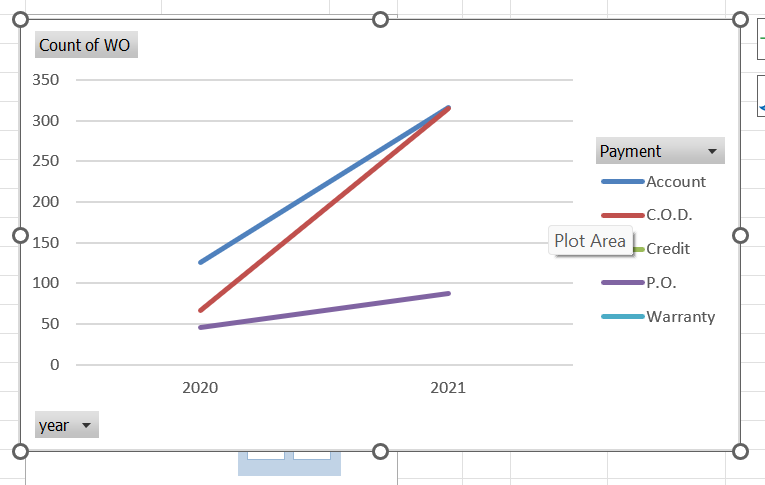 Count of WO
350
300
250
200
150
100
50
0
2020
2021
year
Payment
Account
C.O.D.
Plot Area
Credit
P.O.
Warranty